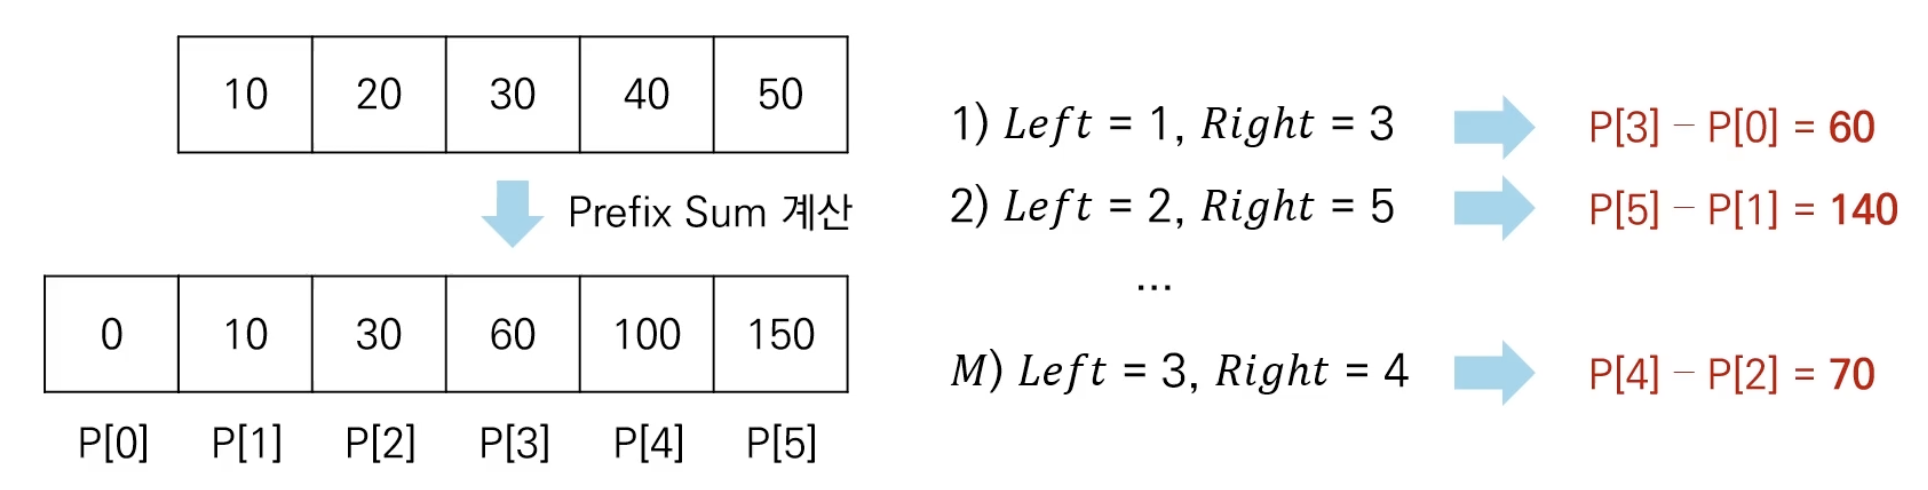 10 20 30 40 50
Prefix Sum 계산
0 10 30 60 100 150
P[0] P[1] P[2] P[3] P[4] P[5]
1) Left = 1, Right = 3 P[3] – P[0] = 60
2) Left = 2, Right = 5 P[5] – P[1] = 140
...
M) Left = 3, Right = 4 P[4] – P[2] = 70